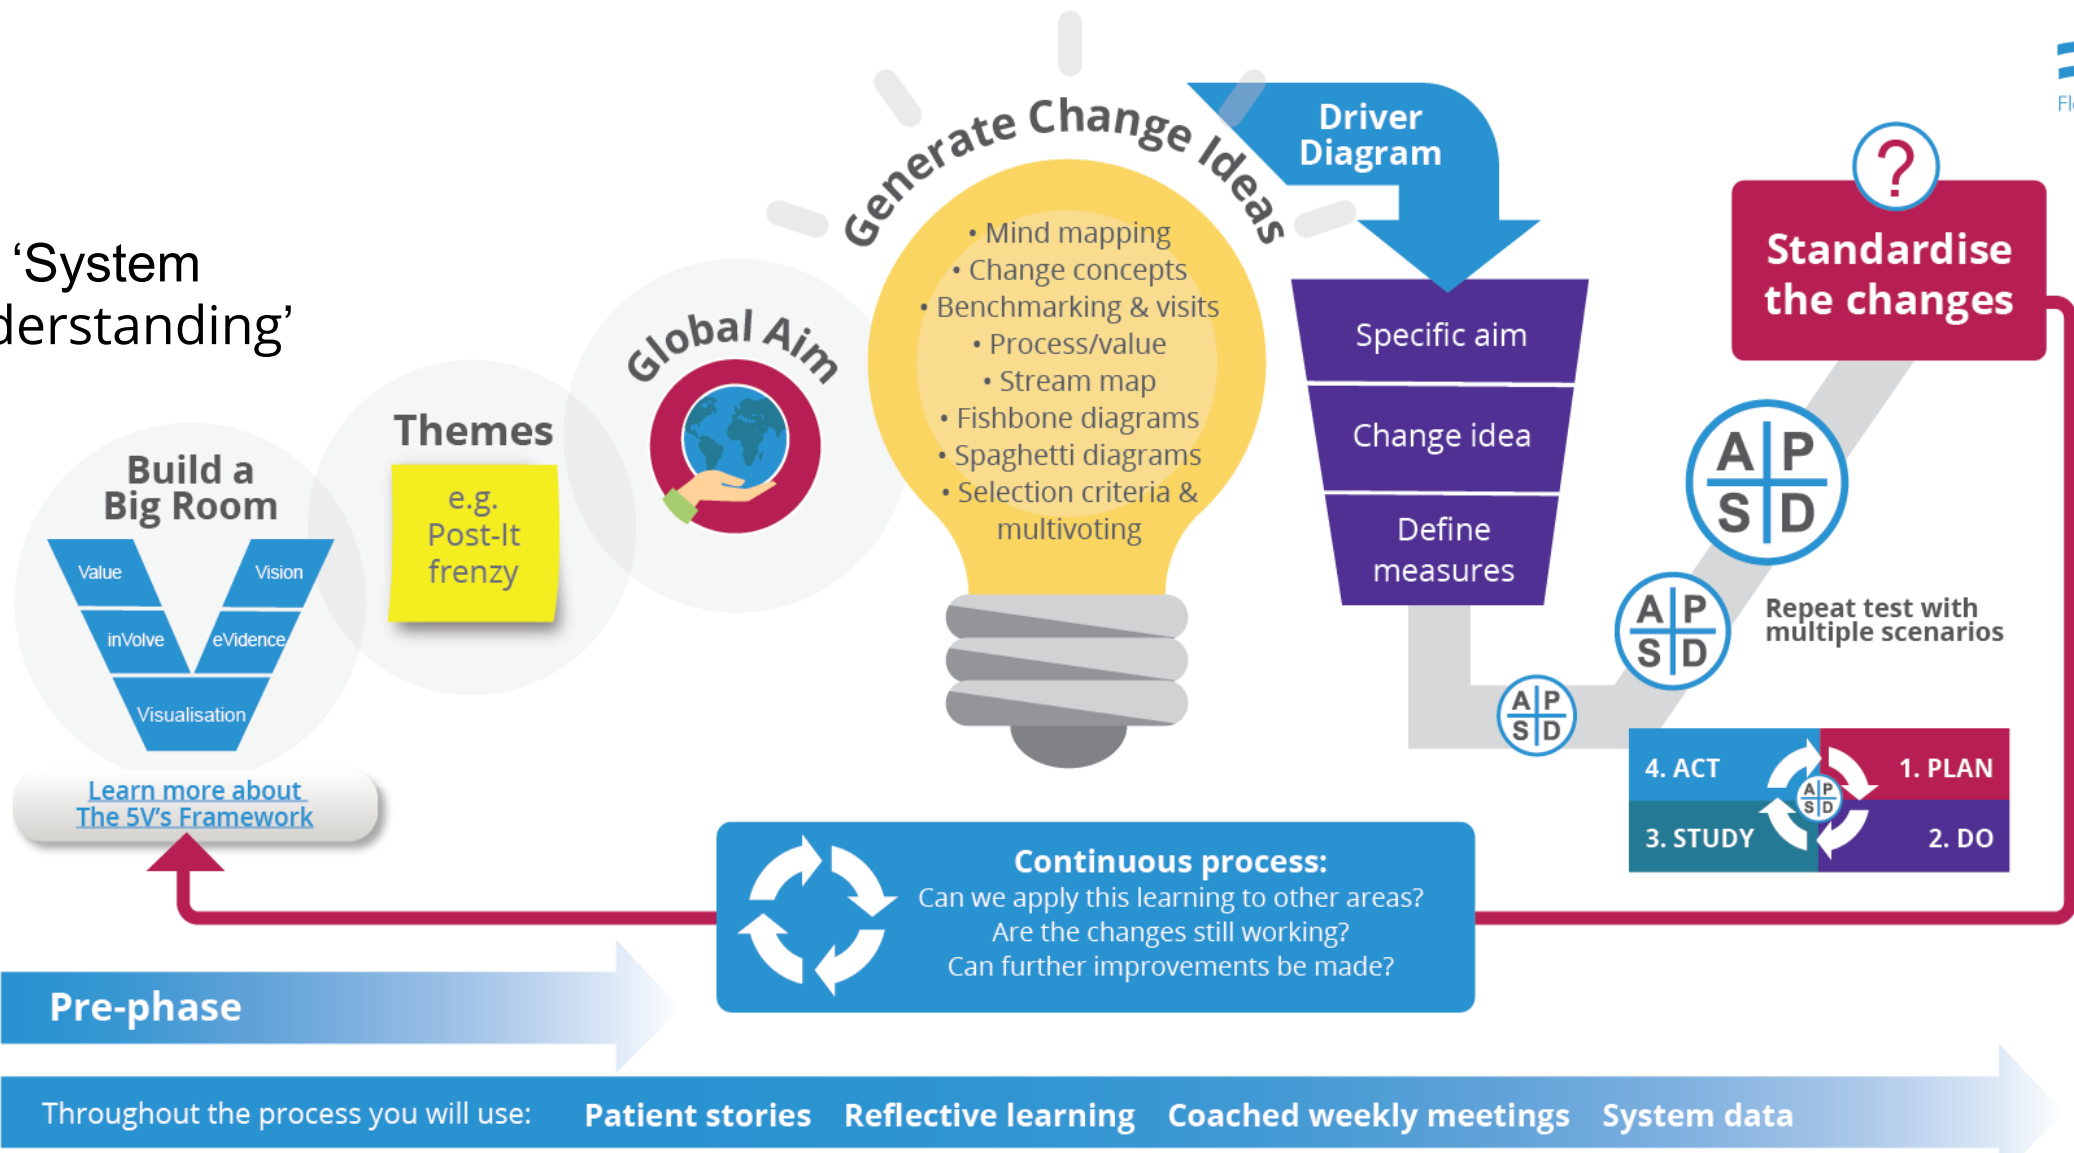 ‘System
derstanding’
Build a
Big Room
Value
Vision
inVolve
eVidence
Visualisation
Learn more about
The 5V’s Framework
Themes
e.g.
Post-It
frenzy
Global Aim
Generate Change Ideas
• Mind mapping
• Change concepts
• Benchmarking & visits
• Process/value
• Stream map
• Fishbone diagrams
• Spaghetti diagrams
• Selection criteria &
multivoting
Driver
Diagram
Specific aim
Change idea
Define
measures
A P
S D
A P
S D
A P
S D
Repeat test with
multiple scenarios
?
Standardise
the changes
4. ACT
1. PLAN
A P
S D
3. STUDY
2. DO
Continuous process:
Can we apply this learning to other areas?
Are the changes still working?
Can further improvements be made?
Pre-phase
Throughout the process you will use: Patient stories Reflective learning Coached weekly meetings System data